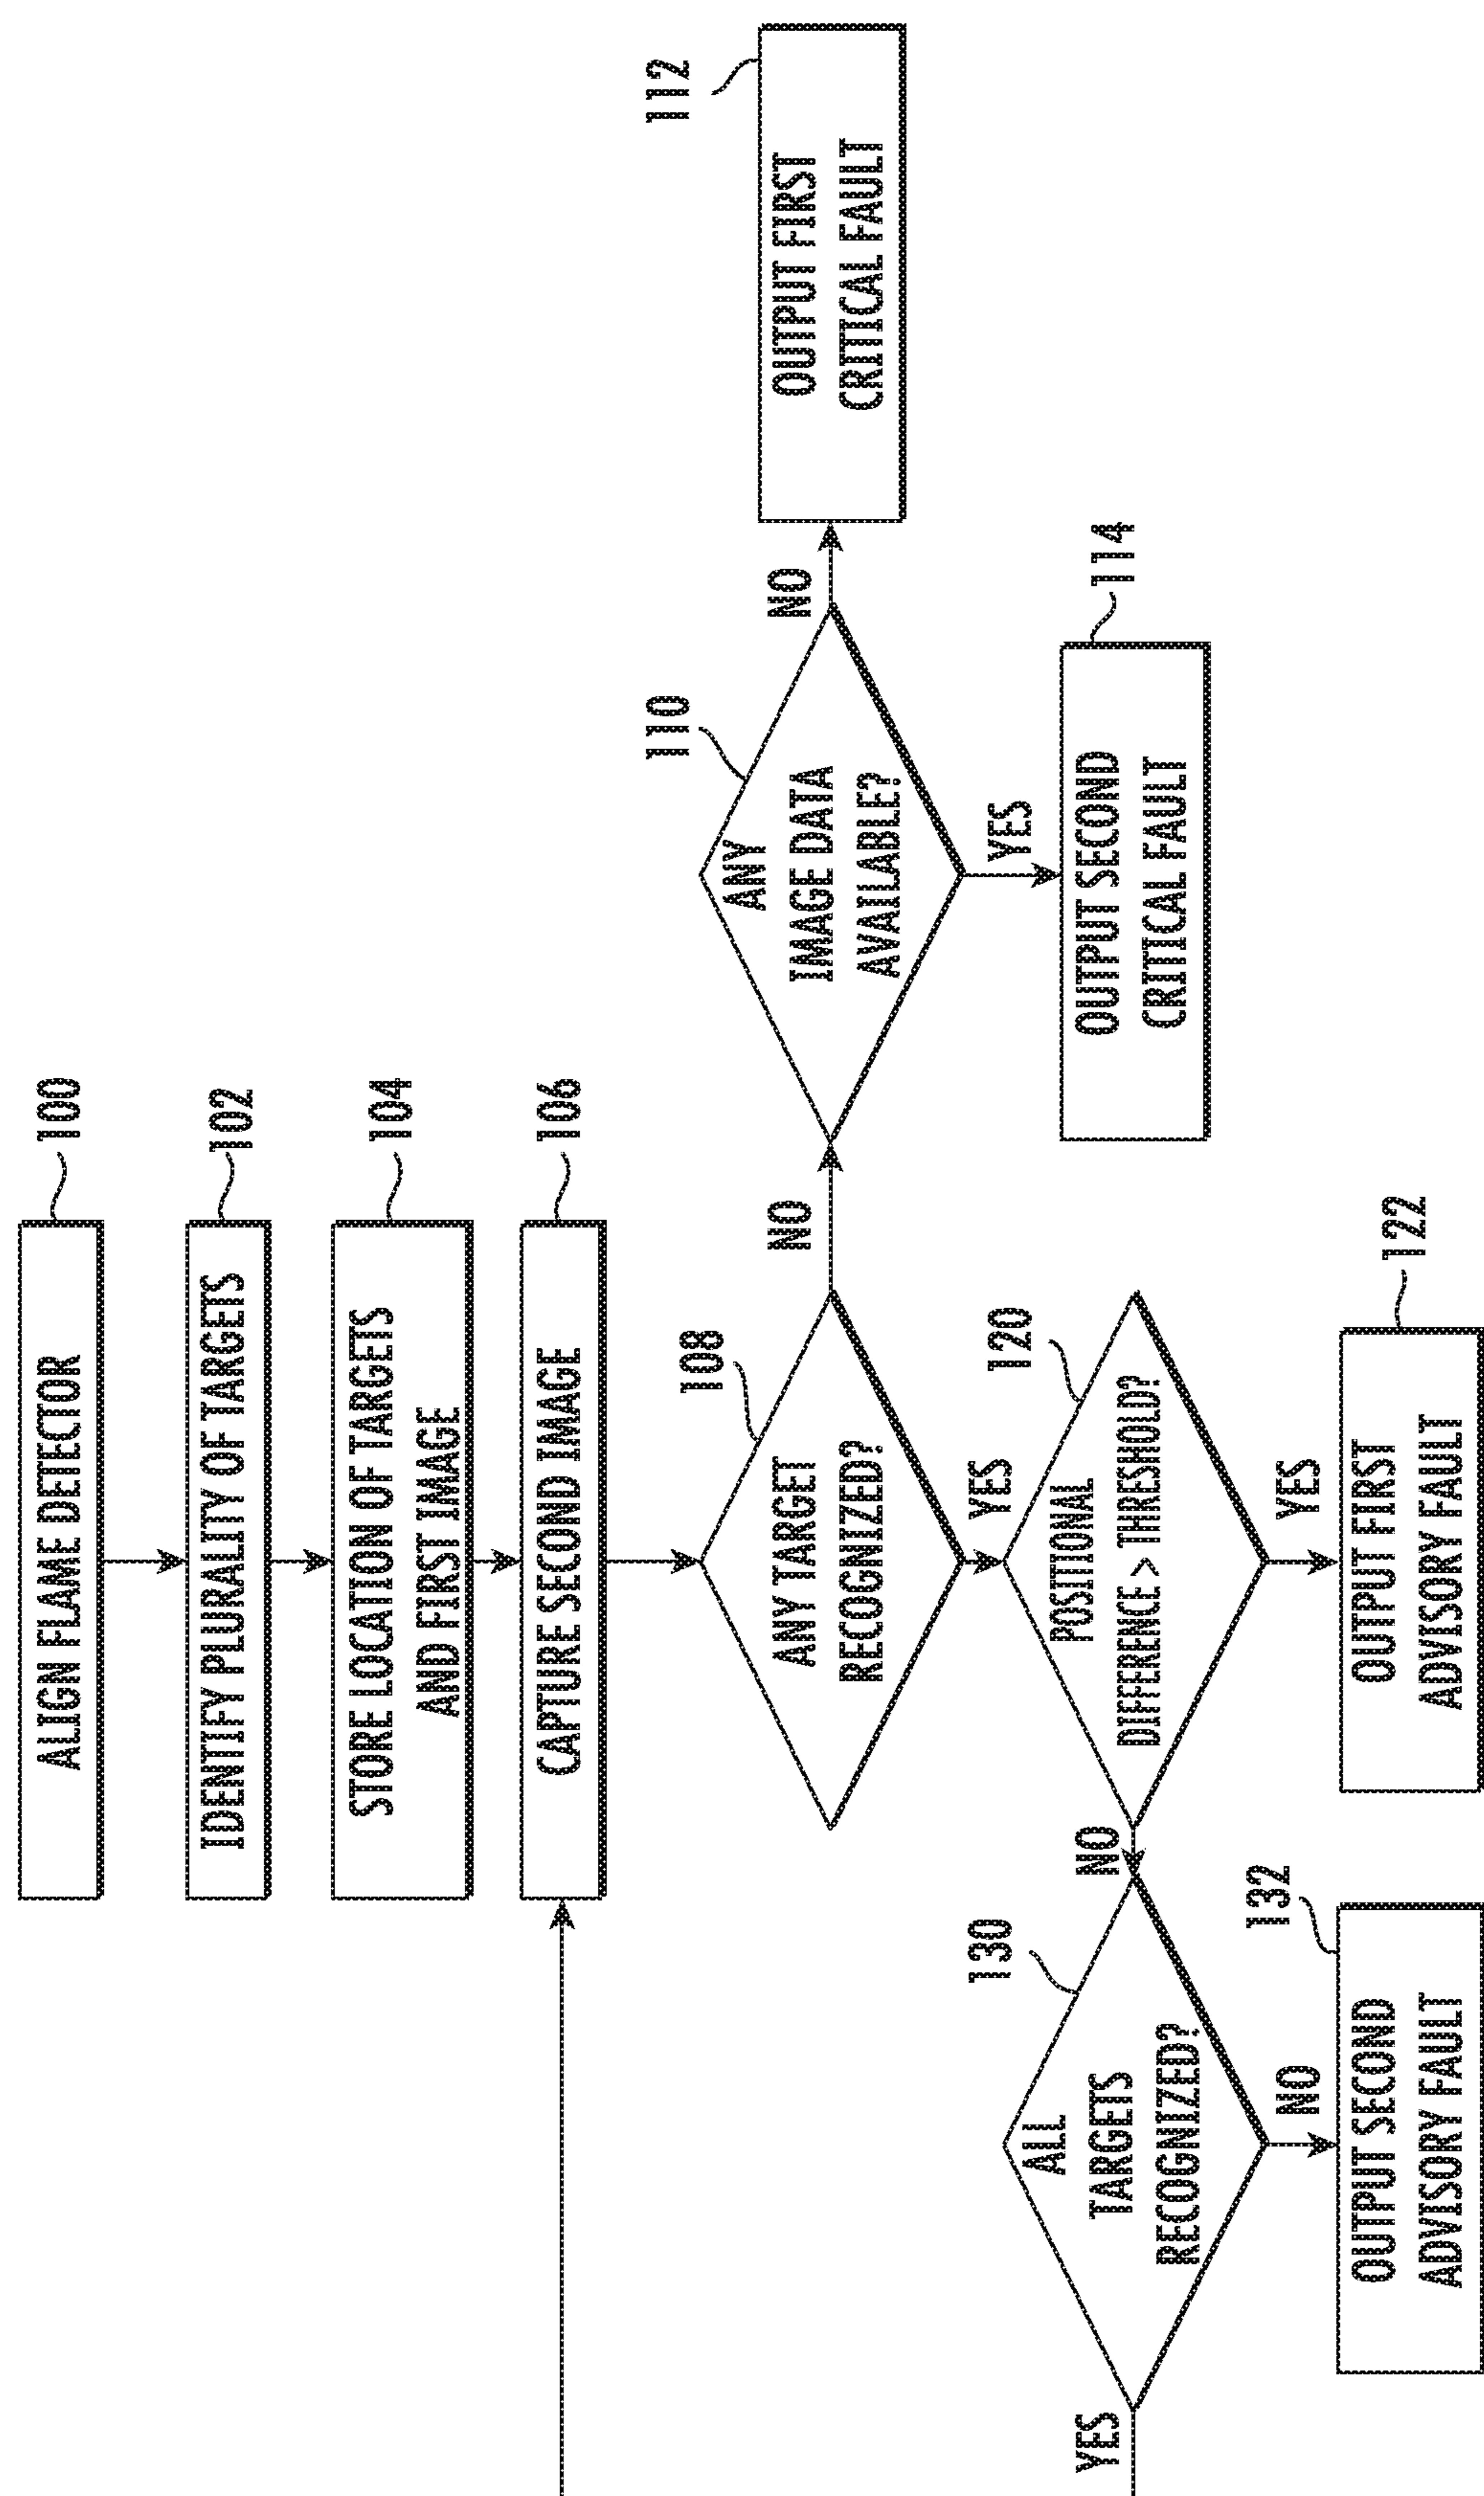 ALIGN FLAME DETECTOR
100
IDENTIFY PLURALITY OF TARGETS
102
STORE LOCATION OF TARGETS
AND FIRST IMAGE
104
CAPTURE SECOND IMAGE
106
ANY TARGET
RECOGNIZED?
108
NO
ANY
IMAGE DATA
AVAILABLE?
110
NO
OUTPUT FIRST
CRITICAL FAULT
112
YES
OUTPUT SECOND
CRITICAL FAULT
114
YES
POSITIONAL
DIFFERENCE > THRESHOLD?
120
YES
OUTPUT FIRST
ADVISORY FAULT
122
NO
ALL
TARGETS
RECOGNIZED?
130
NO
OUTPUT SECOND
ADVISORY FAULT
132
YES